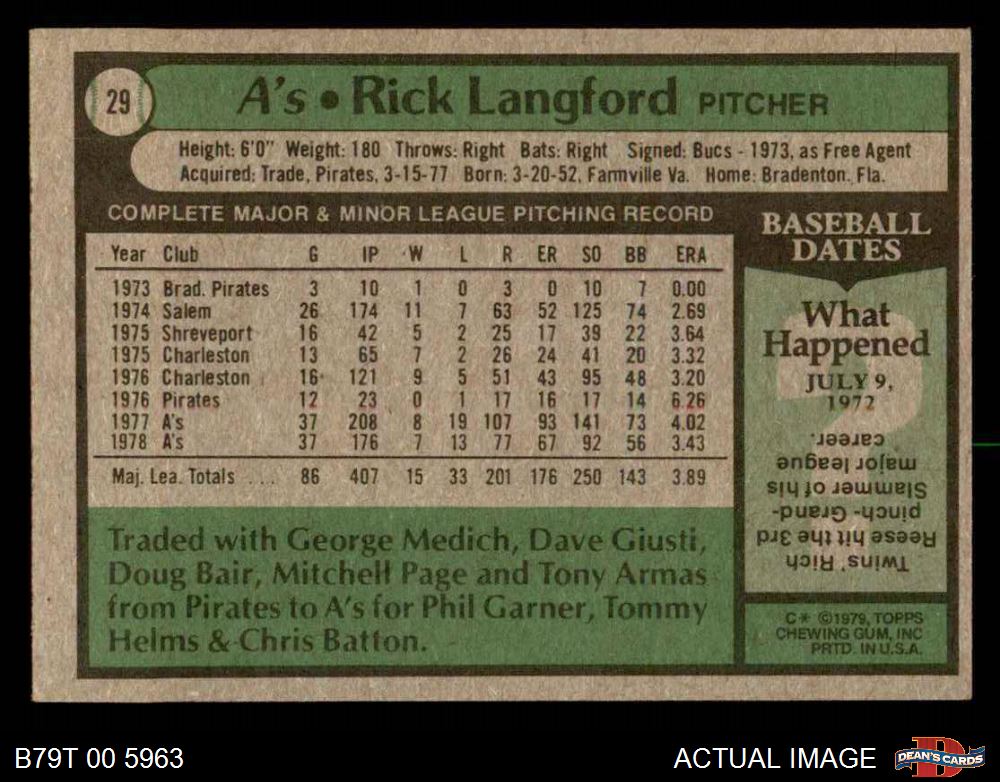 29
A's • Rick Langford PITCHER
Height: 6'0" Weight: 180 Throws: Right Bats: Right Signed: Bucs - 1973, as Free Agent
Acquired: Trade, Pirates, 3-15-77 Born: 3-20-52, Farmville Va. Home: Bradenton, Fla.
COMPLETE MAJOR & MINOR LEAGUE PITCHING RECORD
Year Club G IP W L R ER SO BB ERA
1973 Brad. Pirates 3 10 1 0 3 0 10 7 0.00
1974 Salem 26 174 11 7 63 52 125 74 2.69
1975 Shreveport 16 42 5 2 25 17 39 22 3.64
1975 Charleston 13 65 7 2 26 24 41 20 3.32
1976 Charleston 16 121 9 5 51 43 95 48 3.20
1976 Pirates 12 23 0 1 17 16 17 14 6.26
1977 A's 37 208 8 19 107 93 141 73 4.02
1978 A's 37 176 7 13 77 67 92 56 3.43
Maj. Lea. Totals .... 86 407 15 33 201 176 250 143 3.89
Traded with George Medich, Dave Giusti,
Doug Bair, Mitchell Page and Tony Armas
from Pirates to A's for Phil Garner, Tommy
Helms & Chris Batton.
BASEBALL
DATES
What
Happened
JULY 9,
1972
Twins' Rich
Reese hit the 3rd
pinch- Grand-
Slammer of his
major league
career.
C* ©1979, TOPPS
CHEWING GUM, INC
PRTD. IN U.S.A.
B79T 00 5963
ACTUAL IMAGE
D
DEAN'S CARDS